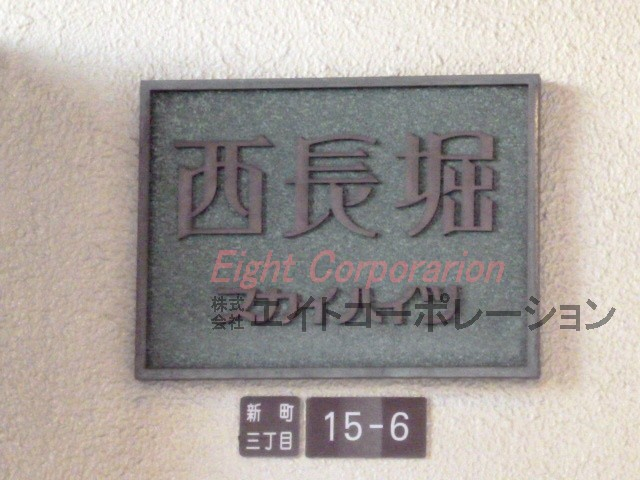 西長堀
Eight Corporarion
株式会社 エイトコーポレーション
新町
三丁目
15-6